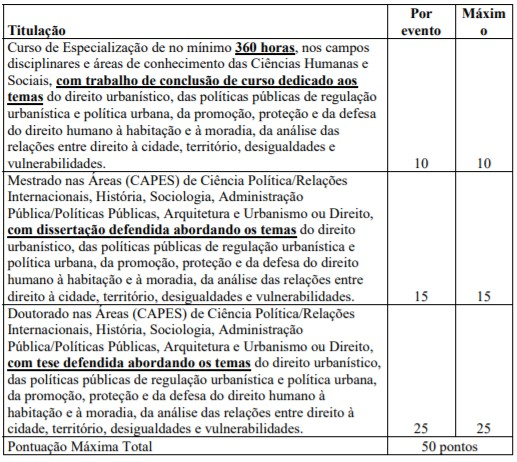 Titulação
Por evento
Máxim o
Curso de Especialização de no mínimo 360 horas, nos campos
disciplinares e áreas de conhecimento das Ciências Humanas e
Sociais, com trabalho de conclusão de curso dedicado aos
temas do direito urbanístico, das políticas públicas de regulação
urbanística e política urbana, da promoção, proteção e da defesa
do direito humano à habitação e à moradia, da análise das
relações entre direito à cidade, território, desigualdades e
vulnerabilidades.
10
10
Mestrado nas Áreas (CAPES) de Ciência Política/Relações
Internacionais, História, Sociologia, Administração
Pública/Políticas Públicas, Arquitetura e Urbanismo ou Direito,
com dissertação defendida abordando os temas do direito
urbanístico, das políticas públicas de regulação urbanística e
política urbana, da promoção, proteção e da defesa do direito
humano à habitação e à moradia, da análise das relações entre
direito à cidade, território, desigualdades e vulnerabilidades.
15
15
Doutorado nas Áreas (CAPES) de Ciência Política/Relações
Internacionais, História, Sociologia, Administração
Pública/Políticas Públicas, Arquitetura e Urbanismo ou Direito,
com tese defendida abordando os temas do direito urbanístico,
das políticas públicas de regulação urbanística e política urbana,
da promoção, proteção e da defesa do direito humano à
habitação e à moradia, da análise das relações entre direito à
cidade, território, desigualdades e vulnerabilidades.
25
25
Pontuação Máxima Total
50 pontos